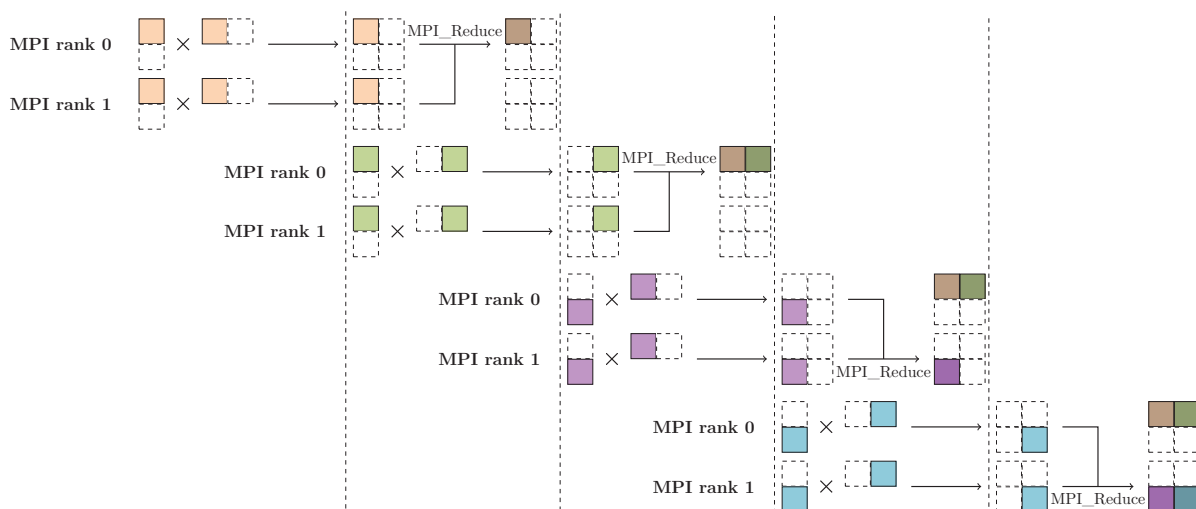 MPI rank 0 × MPI_Reduce
MPI rank 1 ×
MPI rank 0 × MPI_Reduce
MPI rank 1 ×
MPI rank 0 ×
MPI rank 1 × MPI_Reduce
MPI rank 0 ×
MPI rank 1 × MPI_Reduce